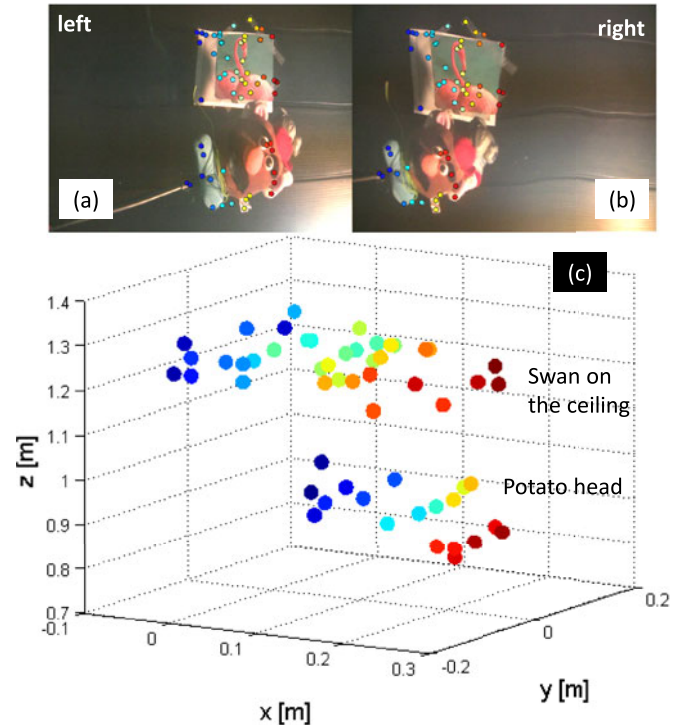 left
right
(a)
(b)
(c)
1.4
1.3
1.2
1.1
1
0.9
0.8
0.7
z [m]
Swan on
the ceiling
Potato head
-0.1
0
0.1
0.2
0.3
x [m]
-0.2
0
0.2
y [m]